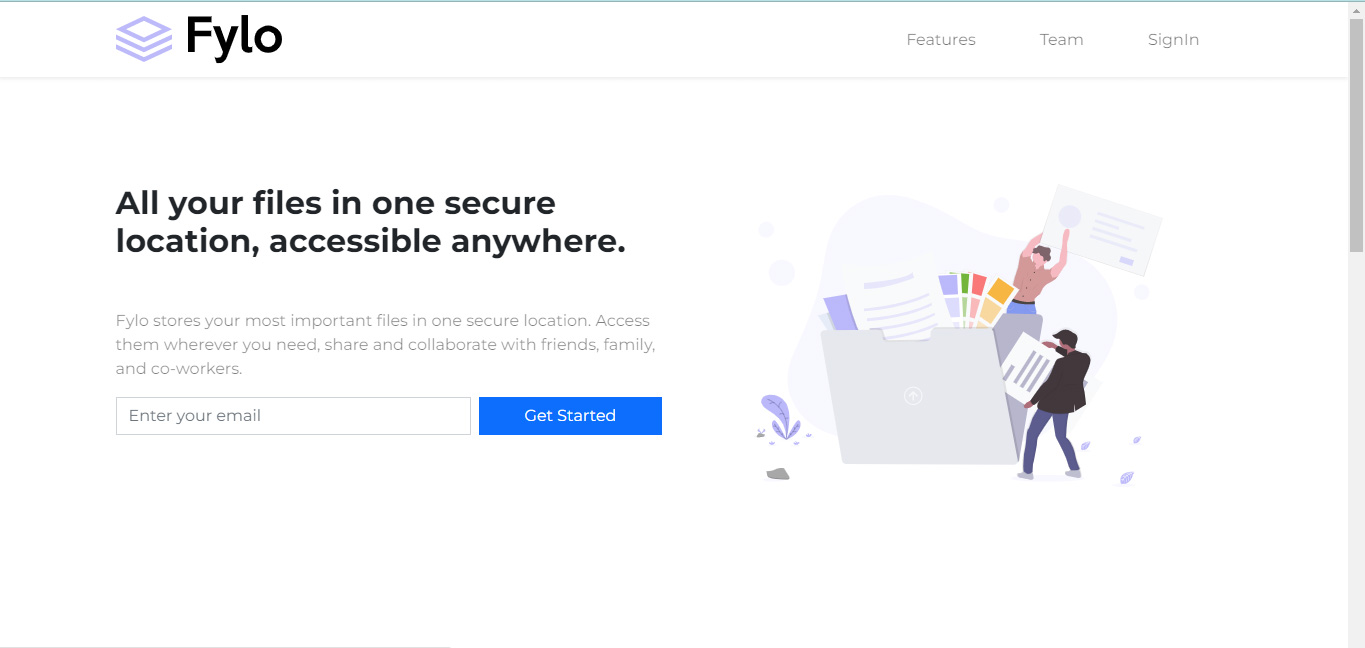 Fylo
Features
Team
SignIn
All your files in one secure
location, accessible anywhere.
Fylo stores your most important files in one secure location. Access
them wherever you need, share and collaborate with friends, family,
and co-workers.
Enter your email
Get Started